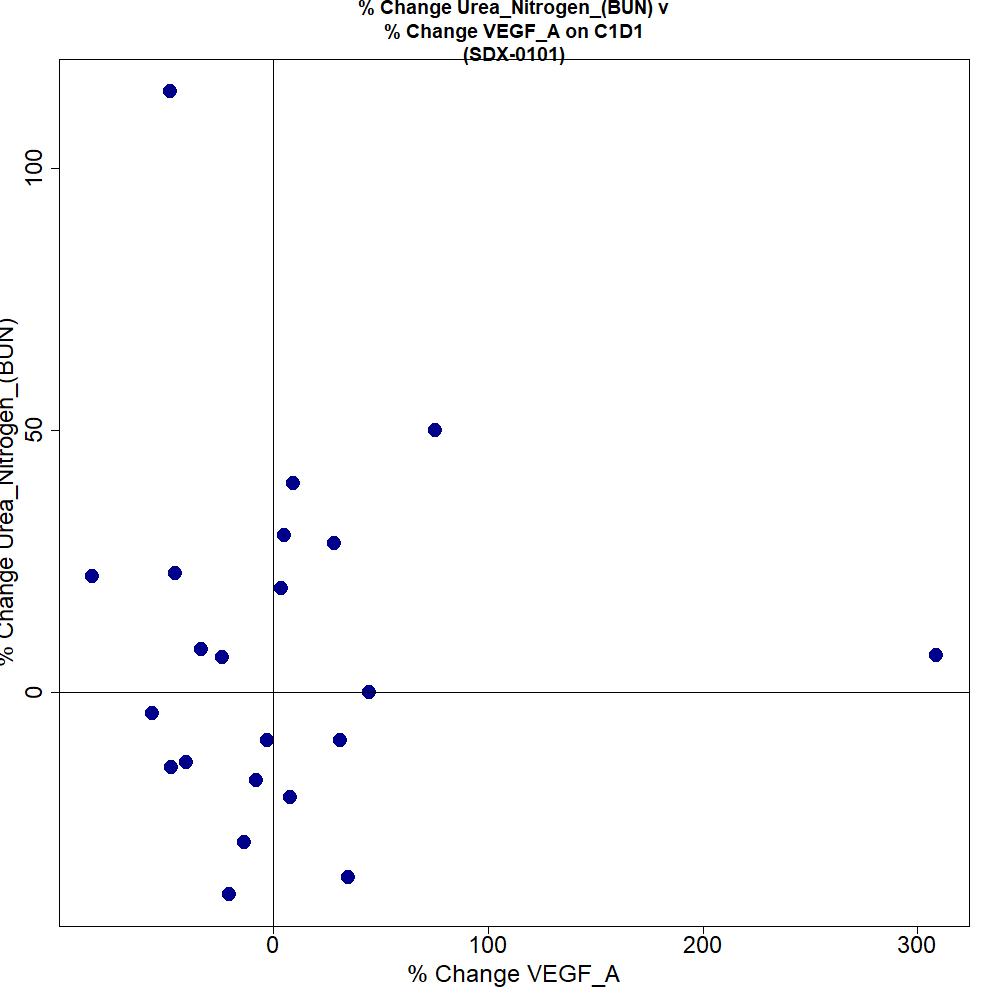 % Change Urea_Nitrogen_(BUN) v
% Change VEGF_A on C1D1
(SDX-0101)
% Change Urea_Nitrogen_(BUN)
100
50
0
0
100
200
300
% Change VEGF_A